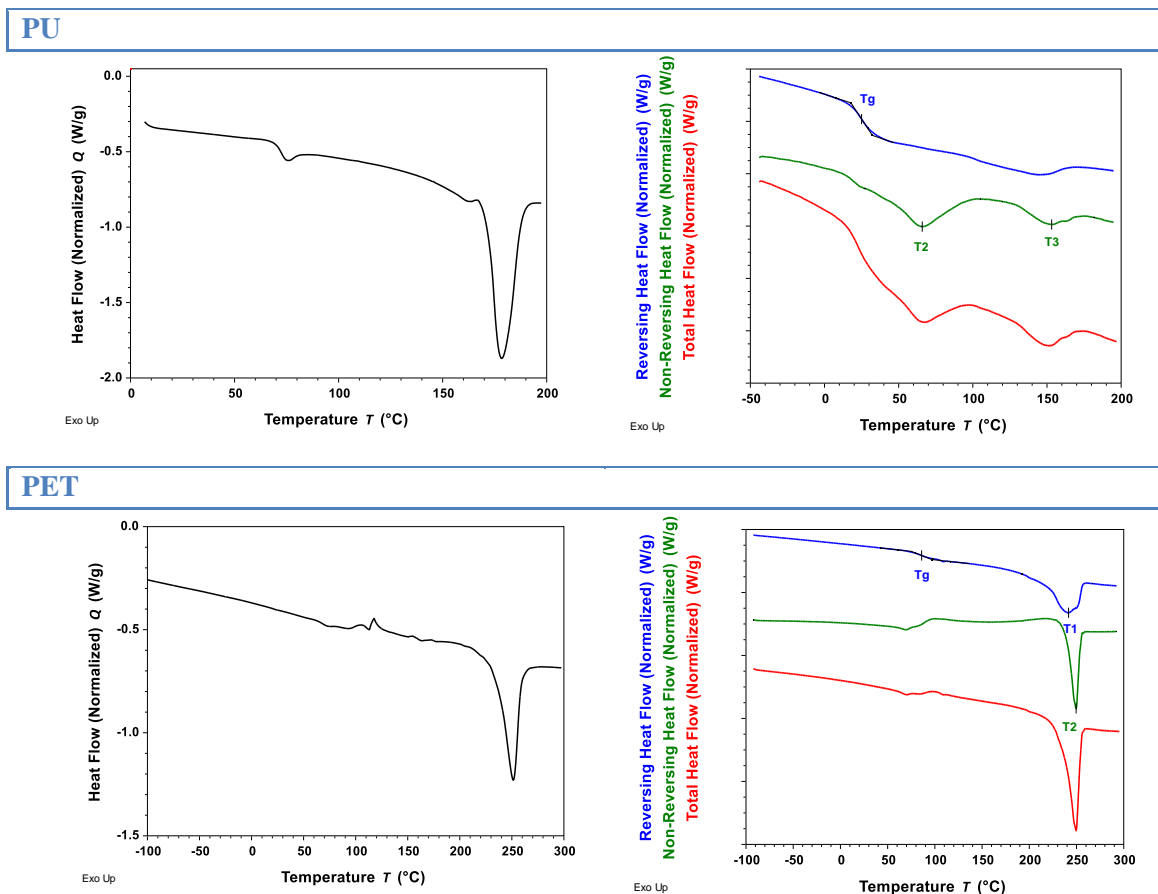 PU
Heat Flow (Normalized) Q (W/g)
0.0
-0.5
-1.0
-1.5
-2.0
0
50
100
150
200
Temperature T (°C)
Exo Up
Reversing Heat Flow (Normalized) (W/g)
Non-Reversing Heat Flow (Normalized) (W/g)
Total Heat Flow (Normalized) (W/g)
Tg
T2
T3
-50
0
50
100
150
200
Temperature T (°C)
Exo Up
PET
Heat Flow (Normalized) Q (W/g)
0.0
-0.5
-1.0
-1.5
-100
-50
0
50
100
150
200
250
300
Temperature T (°C)
Exo Up
Reversing Heat Flow (Normalized) (W/g)
Non-Reversing Heat Flow (Normalized) (W/g)
Total Heat Flow (Normalized) (W/g)
Tg
T1
T2
-100
-50
0
50
100
150
200
250
300
Temperature T (°C)
Exo Up